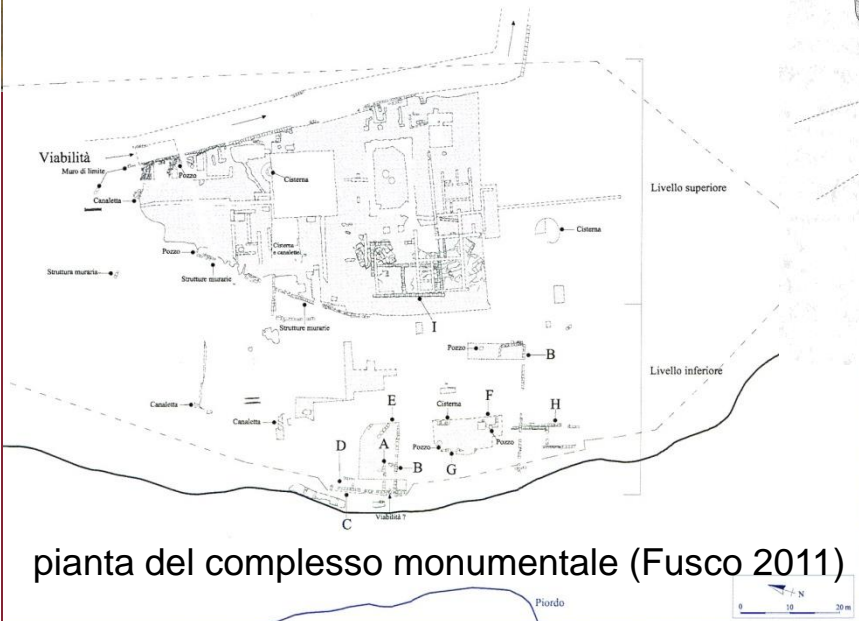 Viabilità
Muro di limite
Pozzo
Cisterna
Canaletta
Livello superiore
Cisterna
Pozzo
Cisterna
e canalette
Struttura muraria
Strutture murarie
Strutture murarie
I
Pozzo
B
Livello inferiore
Canaletta
Canaletta
E
Cisterna
F
H
D
A
Pozzo
Pozzo
B
G
C
Viabilità ?
pianta del complesso monumentale (Fusco 2011)
Piordo
N
0 10 20 m